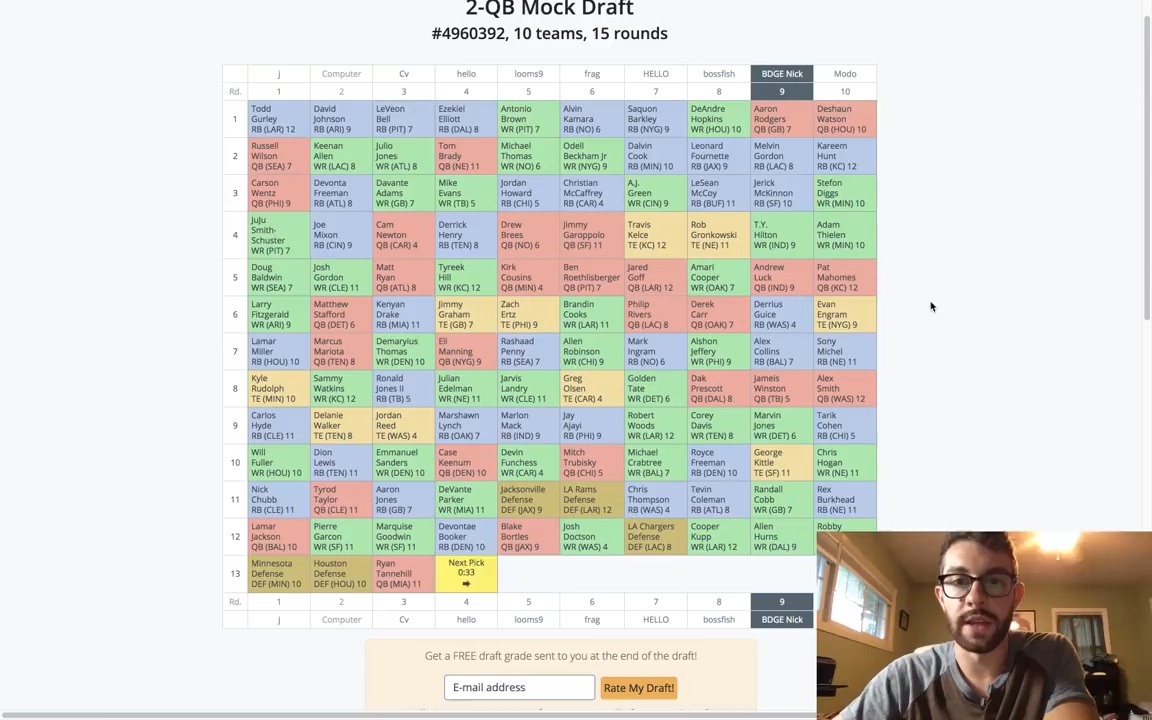 2-QB Mock Draft
#4960392, 10 teams, 15 rounds
j Computer Cv hello looms9 frag HELLO bossfish BDGE Nick Modo
Rd. 1 2 3 4 5 6 7 8 9 10
Todd David LeVeon Ezekiel Antonio Alvin Saquon DeAndre Aaron Deshaun
1 Gurley Johnson Bell Elliott Brown Kamara Barkley Hopkins Rodgers Watson
RB (LAR) 12 RB (ARI) 9 RB (PIT) 7 RB (DAL) 8 WR (PIT) 7 RB (NO) 6 RB (NYG) 9 WR (HOU) 10 QB (GB) 7 QB (HOU) 10
Russell Keenan Julio Tom Michael Odell Dalvin Leonard Melvin Kareem
2 Wilson Allen Jones Brady Thomas Beckham Jr Cook Fournette Gordon Hunt
QB (SEA) 7 WR (LAC) 8 WR (ATL) 8 QB (NE) 11 WR (NO) 6 WR (NYG) 9 RB (MIN) 10 RB (JAX) 9 RB (LAC) 8 RB (KC) 12
Carson Devonta Davante Mike Jordan Christian A.J. LeSean Jerick Stefon
3 Wentz Freeman Adams Evans Howard McCaffrey Green McCoy McKinnon Diggs
QB (PHI) 9 RB (ATL) 8 WR (GB) 7 WR (TB) 5 RB (CHI) 5 RB (CAR) 4 WR (CIN) 9 RB (BUF) 11 RB (SF) 10 WR (MIN) 10
JuJu
Smith- Joe Cam Derrick Drew Jimmy Travis Rob T.Y. Adam
4 Schuster Mixon Newton Henry Brees Garoppolo Kelce Gronkowski Hilton Thielen
WR (PIT) 7 RB (CIN) 9 QB (CAR) 4 RB (TEN) 8 QB (NO) 6 QB (SF) 11 TE (KC) 12 TE (NE) 11 WR (IND) 9 WR (MIN) 10
Doug Josh Matt Tyreek Kirk Ben Jared Amari Andrew Pat
5 Baldwin Gordon Ryan Hill Cousins Roethlisberger Goff Cooper Luck Mahomes
WR (SEA) 7 WR (CLE) 11 QB (ATL) 8 WR (KC) 12 QB (MIN) 4 QB (PIT) 7 QB (LAR) 12 WR (OAK) 7 QB (IND) 9 QB (KC) 12
Larry Matthew Kenyan Jimmy Zach Brandin Philip Derek Derrius Evan
6 Fitzgerald Stafford Drake Graham Ertz Cooks Rivers Carr Guice Engram
WR (ARI) 9 QB (DET) 6 RB (MIA) 11 TE (GB) 7 TE (PHI) 9 WR (LAR) 11 QB (LAC) 8 QB (OAK) 7 RB (WAS) 4 TE (NYG) 9
Lamar Marcus Demaryius Eli Rashaad Allen Mark Alshon Alex Sony
7 Miller Mariota Thomas Manning Penny Robinson Ingram Jeffery Collins Michel
RB (HOU) 10 QB (TEN) 8 WR (DEN) 10 QB (NYG) 9 RB (SEA) 7 WR (CHI) 9 RB (NO) 6 WR (PHI) 9 RB (BAL) 7 RB (NE) 11
Kyle Sammy Ronald Julian Jarvis Greg Golden Dak Jameis Alex
8 Rudolph Watkins Jones II Edelman Landry Olsen Tate Prescott Winston Smith
TE (MIN) 10 WR (KC) 12 RB (TB) 5 WR (NE) 11 WR (CLE) 11 TE (CAR) 4 WR (DET) 6 QB (DAL) 8 QB (TB) 5 QB (WAS) 12
Carlos Delanie Jordan Marshawn Marlon Jay Robert Corey Marvin Tarik
9 Hyde Walker Reed Lynch Mack Ajayi Woods Davis Jones Cohen
RB (CLE) 11 TE (TEN) 8 TE (WAS) 4 RB (OAK) 7 RB (IND) 9 RB (PHI) 9 WR (LAR) 12 WR (TEN) 8 WR (DET) 6 RB (CHI) 5
Will Dion Emmanuel Case Devin Mitch Michael Royce George Chris
10 Fuller Lewis Sanders Keenum Funchess Trubisky Crabtree Freeman Kittle Hogan
WR (HOU) 10 RB (TEN) 11 WR (DEN) 10 QB (DEN) 10 WR (CAR) 4 QB (CHI) 5 WR (BAL) 7 RB (DEN) 10 TE (SF) 11 WR (NE) 11
Nick Tyrod Aaron DeVante Jacksonville LA Rams Chris Tevin Randall Rex
11 Chubb Taylor Jones Parker Defense Defense Thompson Coleman Cobb Burkhead
RB (CLE) 11 QB (CLE) 11 RB (GB) 7 WR (MIA) 11 DEF (JAX) 9 DEF (LAR) 12 RB (WAS) 4 RB (ATL) 8 WR (GB) 7 RB (NE) 11
Lamar Pierre Marquise Devontae Blake Josh LA Chargers Cooper Allen Robby
12 Jackson Garcon Goodwin Booker Bortles Doctson Defense Kupp Hurns
QB (BAL) 10 WR (SF) 11 WR (SF) 11 RB (DEN) 10 QB (JAX) 9 WR (WAS) 4 DEF (LAC) 8 WR (LAR) 12 WR (DAL) 9
Minnesota Houston Ryan Next Pick
13 Defense Defense Tannehill 0:33
DEF (MIN) 10 DEF (HOU) 10 QB (MIA) 11
Rd. 1 2 3 4 5 6 7 8 9
j Computer Cv hello looms9 frag HELLO bossfish BDGE Nick
Get a FREE draft grade sent to you at the end of the draft!
E-mail address Rate My Draft!